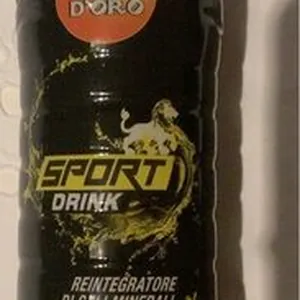 D'ORO
SPORT
DRINK
REINTEGRATORE
DI SALI MINERALI